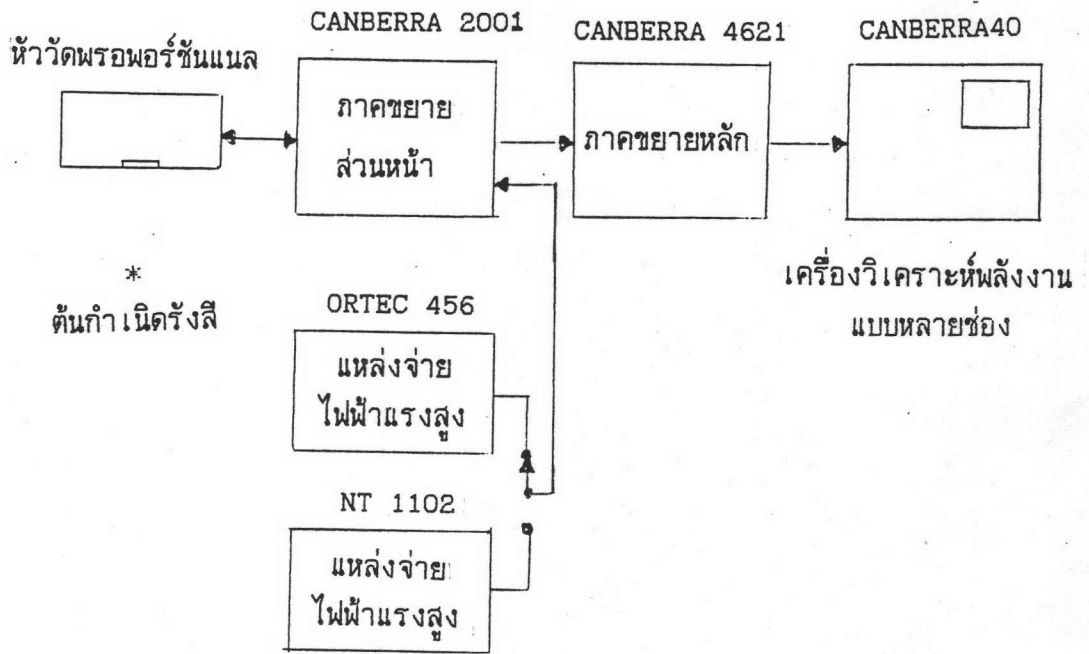 CANBERRA 2001
CANBERRA 4621
CANBERRA40
หัววัดพรอพอร์ชันแนล
ภาคขยาย
ส่วนหน้า
ภาคขยายหลัก
*
ต้นกำเนิดรังสี
เครื่องวิเคราะห์พลังงาน
แบบหลายช่อง
ORTEC 456
แหล่งจ่าย
ไฟฟ้าแรงสูง
NT 1102
แหล่งจ่าย
ไฟฟ้าแรงสูง